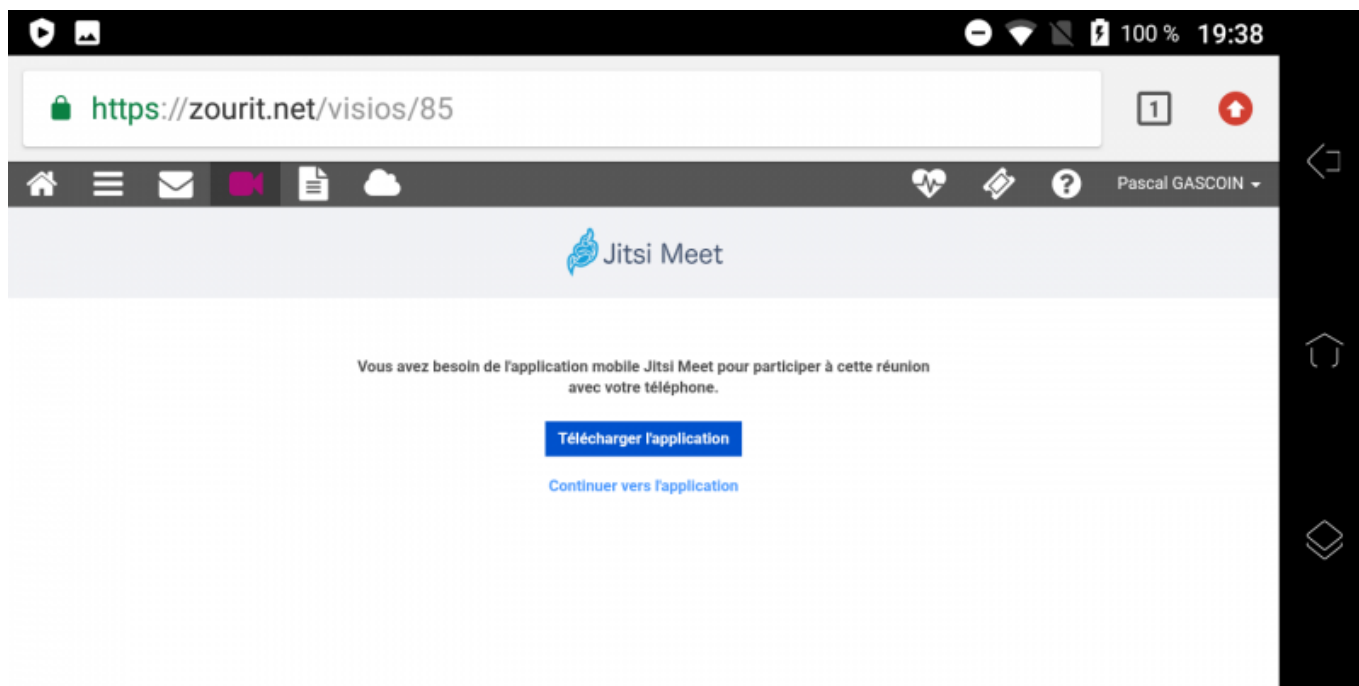 100 % 19:38
https://zourit.net/visios/85
1
Pascal GASCOIN
Jitsi Meet
Vous avez besoin de l'application mobile Jitsi Meet pour participer à cette réunion
avec votre téléphone.
Télécharger l'application
Continuer vers l'application